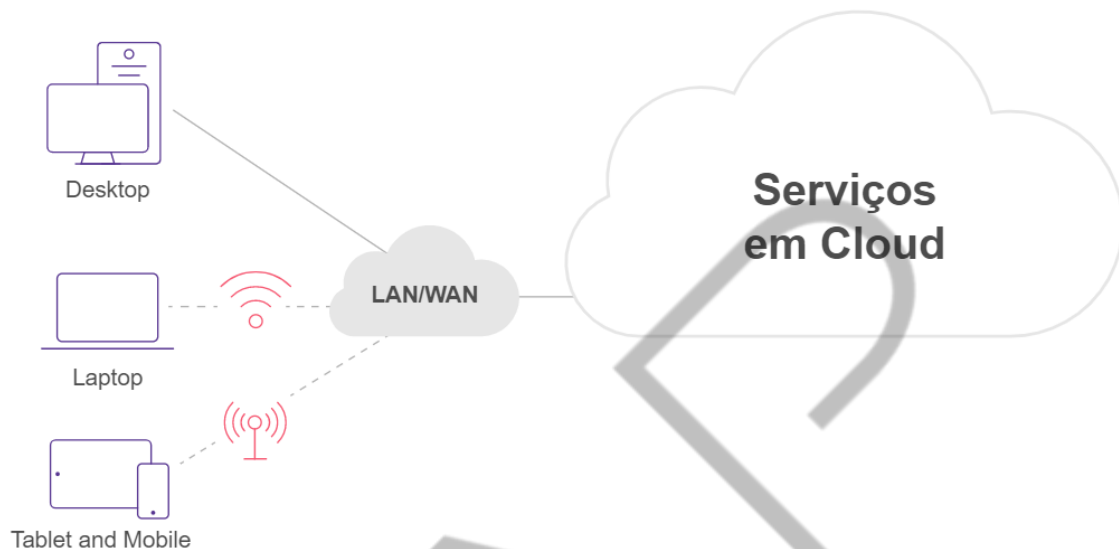 Desktop
Serviços
em Cloud
LAN/WAN
Laptop
Tablet and Mobile